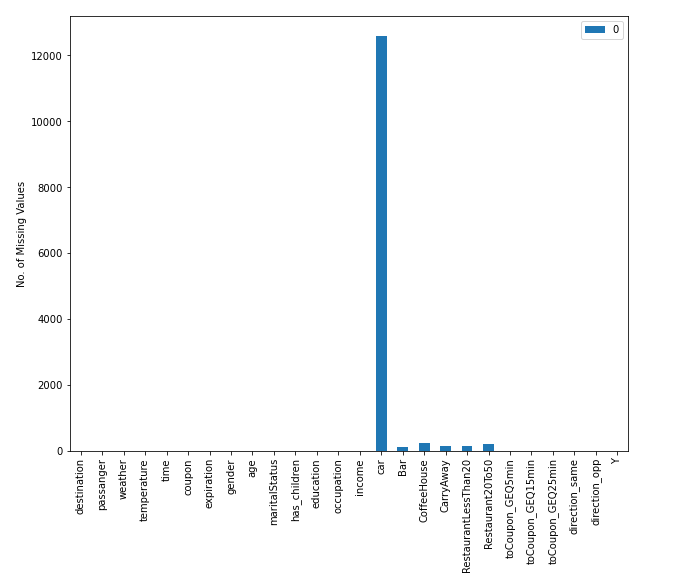 0
12000
10000
8000
6000
4000
2000
0
No. of Missing Values
destination
passanger
weather
temperature
time
coupon
expiration
gender
age
maritalStatus
has_children
education
occupation
income
car
Bar
CoffeeHouse
CarryAway
RestaurantLessThan20
Restaurant20To50
toCoupon_GEQ5min
toCoupon_GEQ15min
toCoupon_GEQ25min
direction_same
direction_opp
Y